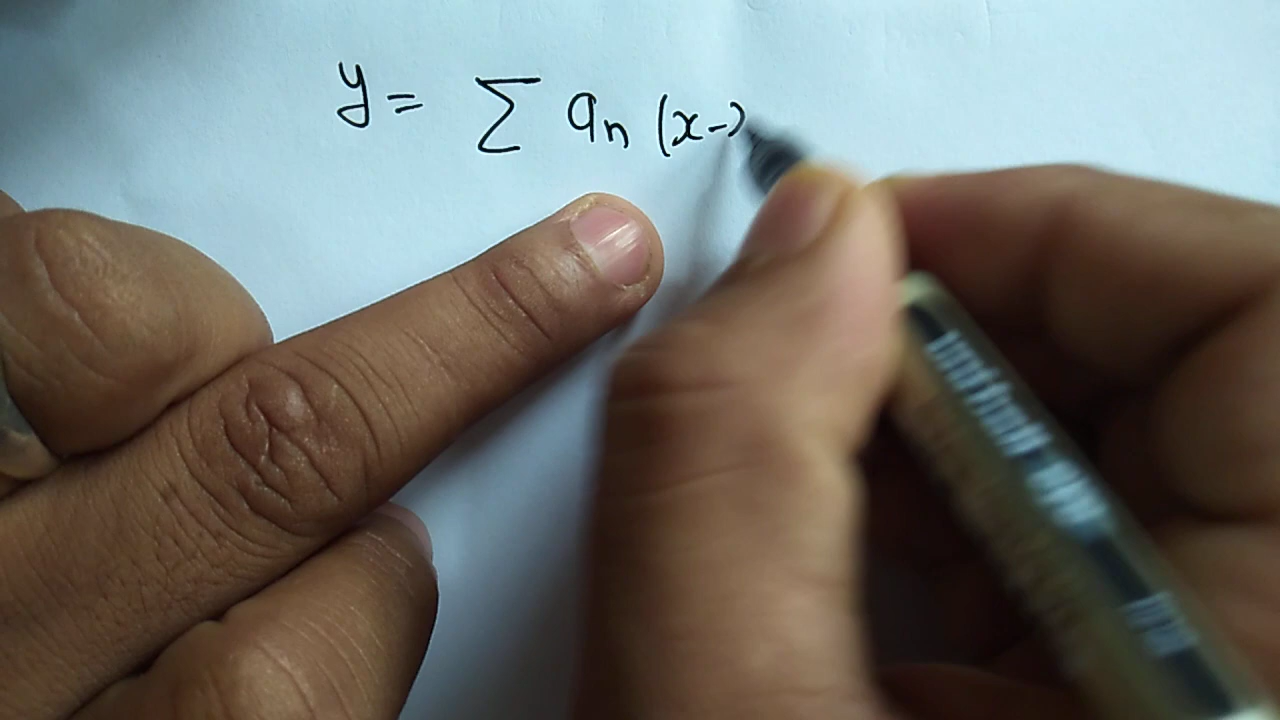 y = Σ aₙ (x-